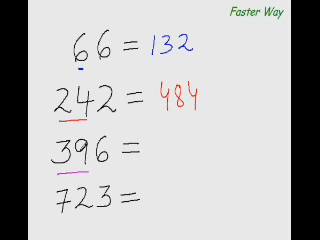 Faster Way
66 = 132
242 = 484
396 =
723 =